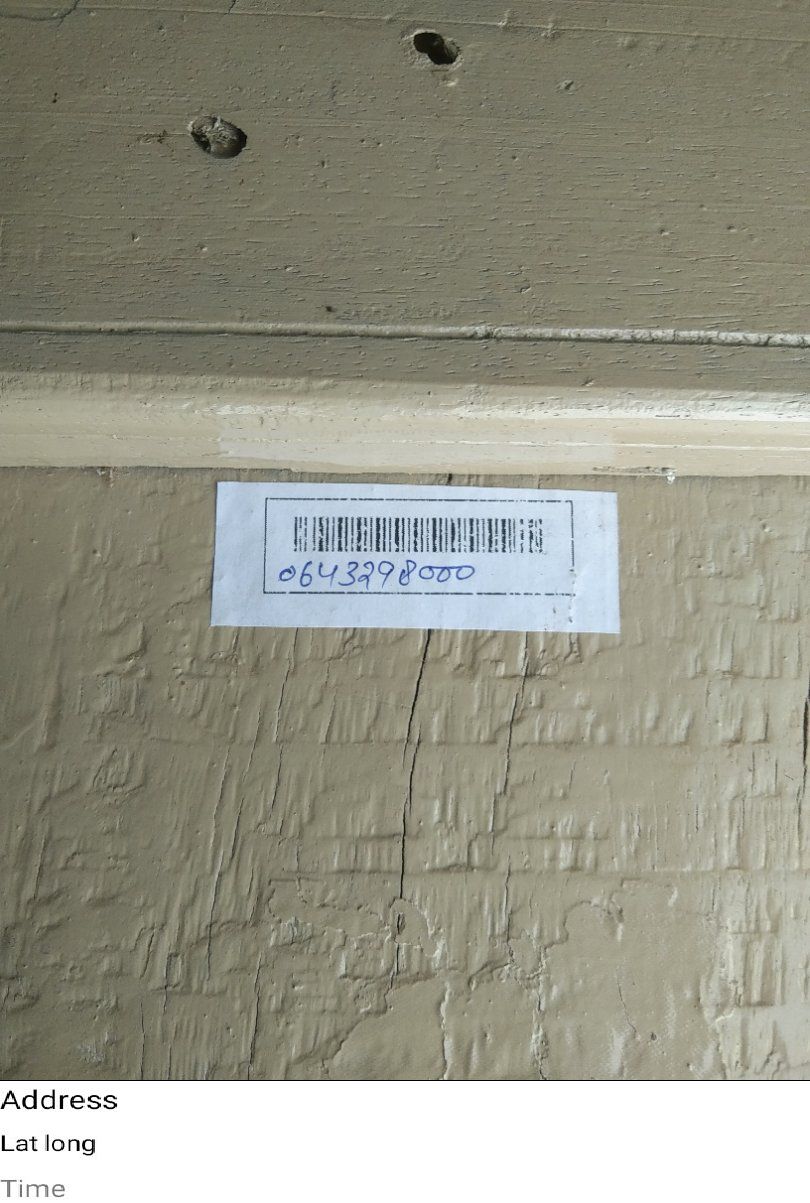 0643298000
Address
Lat long
Time